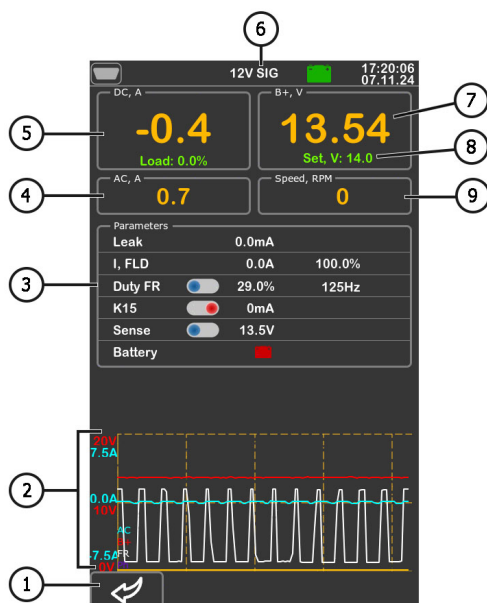 6
12V SIG
17:20:06
07.11.24
DC, A
B+, V
-0.4
13.54
Load: 0.0%
Set, V: 14.0
5
7
8
AC, A
Speed, RPM
0.7
0
4
9
Parameters
Leak 0.0mA
I, FLD 0.0A 100.0%
Duty FR 29.0% 125Hz
K15 0mA
Sense 13.5V
Battery
3
20V
7.5A
2
0.0A
10V
AC
B+
-7.5A FR
0V
1